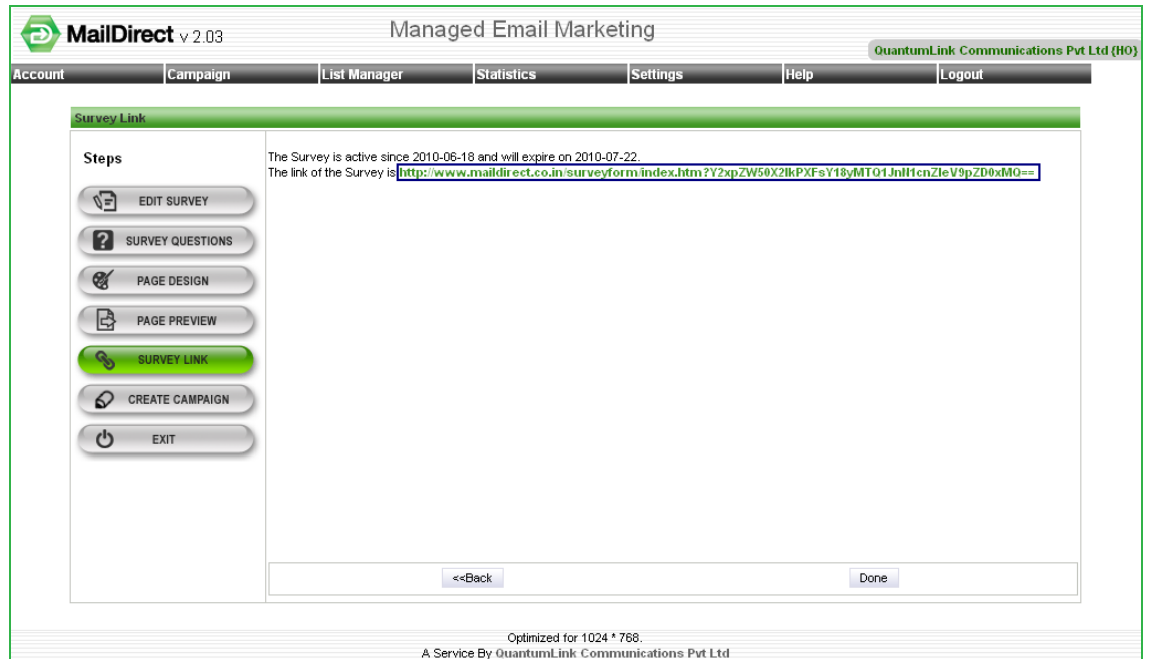 MailDirect v 2.03
Managed Email Marketing
QuantumLink Communications Pvt Ltd {HO}
Account Campaign List Manager Statistics Settings Help Logout
Survey Link
Steps
EDIT SURVEY
SURVEY QUESTIONS
PAGE DESIGN
PAGE PREVIEW
SURVEY LINK
CREATE CAMPAIGN
EXIT
The Survey is active since 2010-06-18 and will expire on 2010-07-22.
The link of the Survey is http://www.maildirect.co.in/surveyform/index.htm?Y2xpZW50X2lkPXFsY18yMTQ1JnN1cnZleV9pZD0xMQ==
<<Back
Done
Optimized for 1024 * 768.
A Service By QuantumLink Communications Pvt Ltd